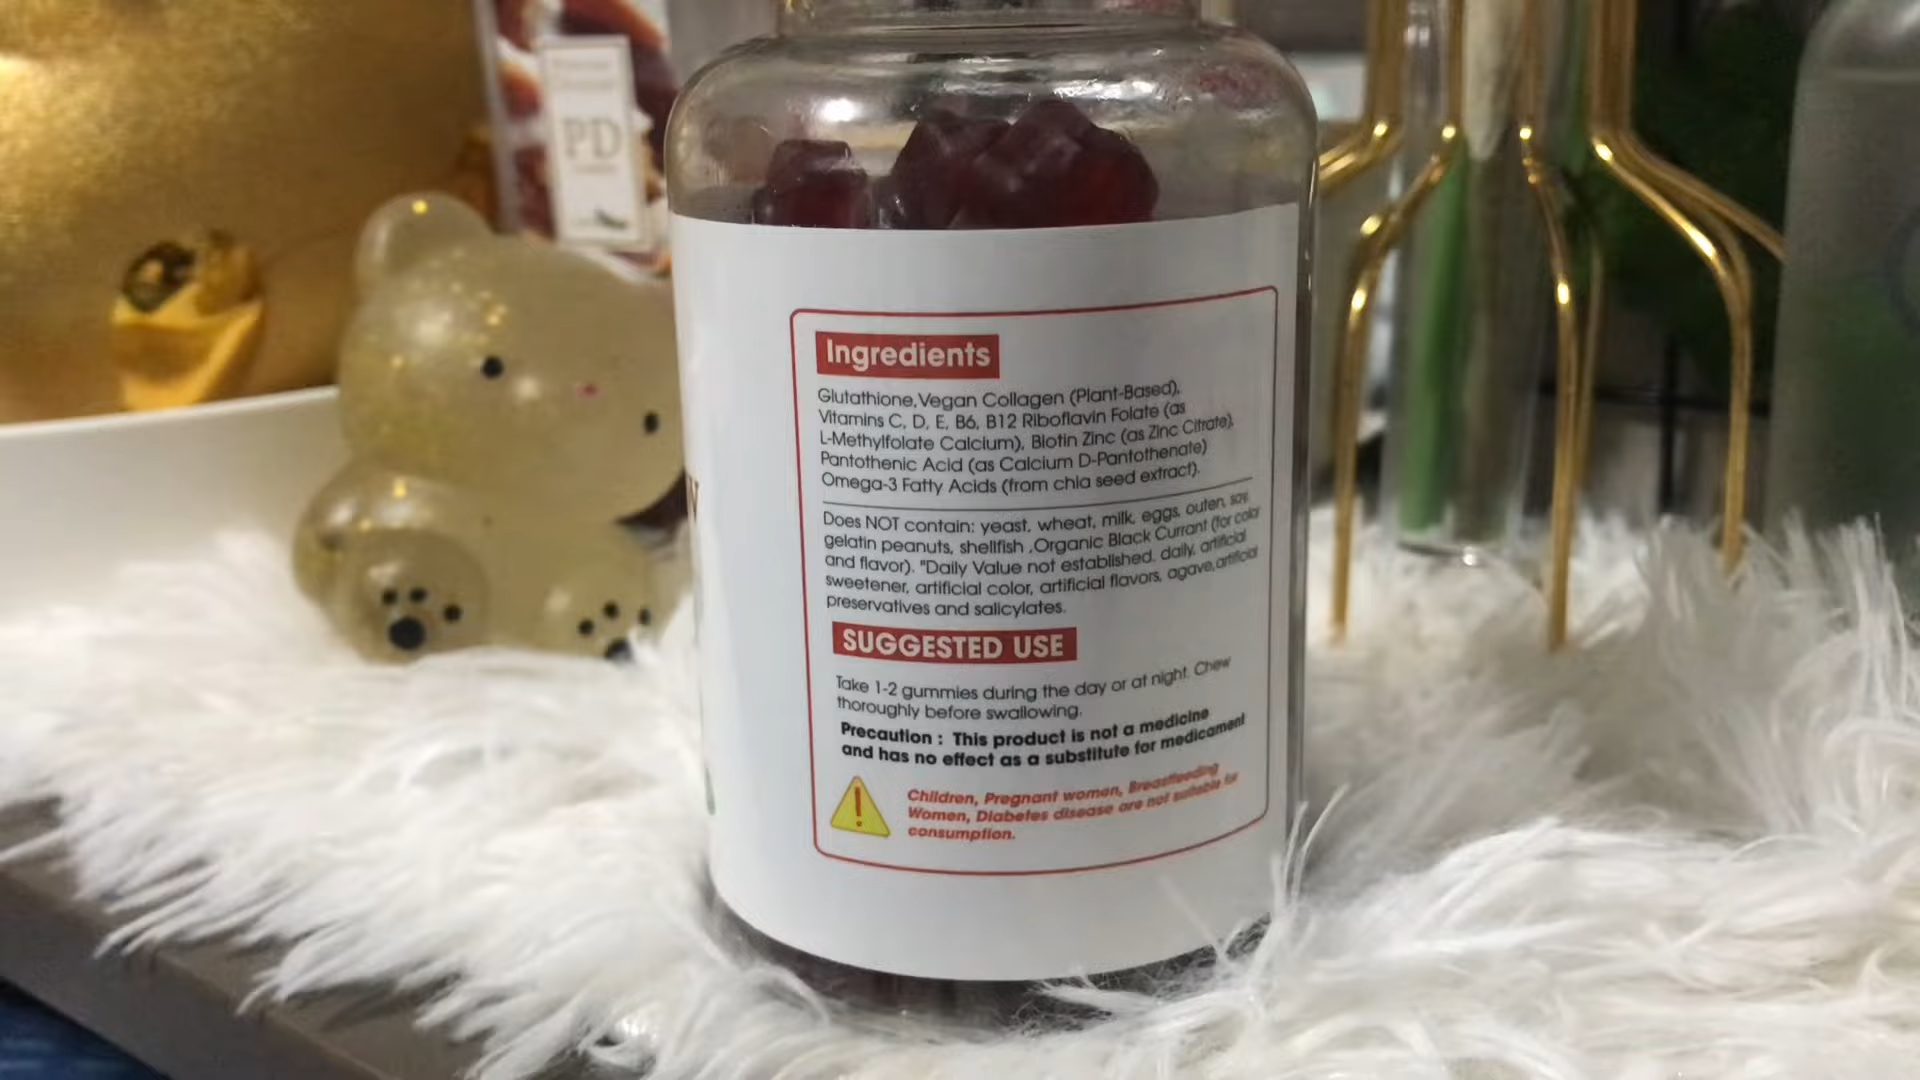 PD
Ingredients
Glutathione,Vegan Collagen (Plant-Based),
Vitamins C, D, E, B6, B12 Riboflavin Folate (as
L-Methylfolate Calcium), Biotin Zinc (as Zinc Citrate),
Pantothenic Acid (as Calcium D-Pantothenate)
Omega-3 Fatty Acids (from chia seed extract).
Does NOT contain: yeast, wheat, milk, eggs, outen, soy
gelatin peanuts, shellfish ,Organic Black Currant (for color
and flavor). "Daily Value not established. daily, artificial
sweetener, artificial color, artificial flavors, agave,artificial
preservatives and salicylates.
SUGGESTED USE
Take 1-2 gummies during the day or at night. Chew
thoroughly before swallowing.
Precaution : This product is not a medicine
and has no effect as a substitute for medicament
Children, Pregnant women, Breastfeeding
Women, Diabetes disease are not suitable for
consumption.